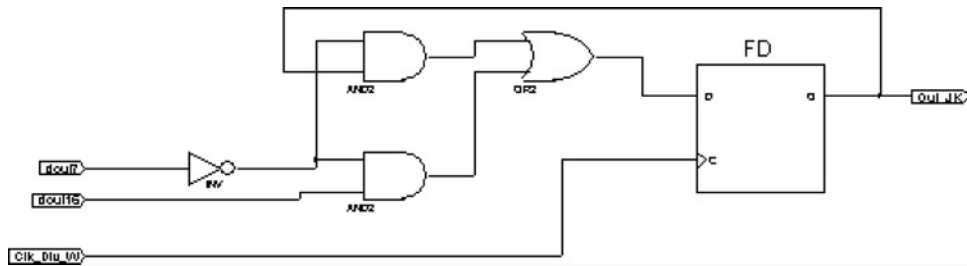 FD
AND2
OR2
D
Q
Out_JK
dout7
INV
C
dout16
AND2
Clk_Div_W